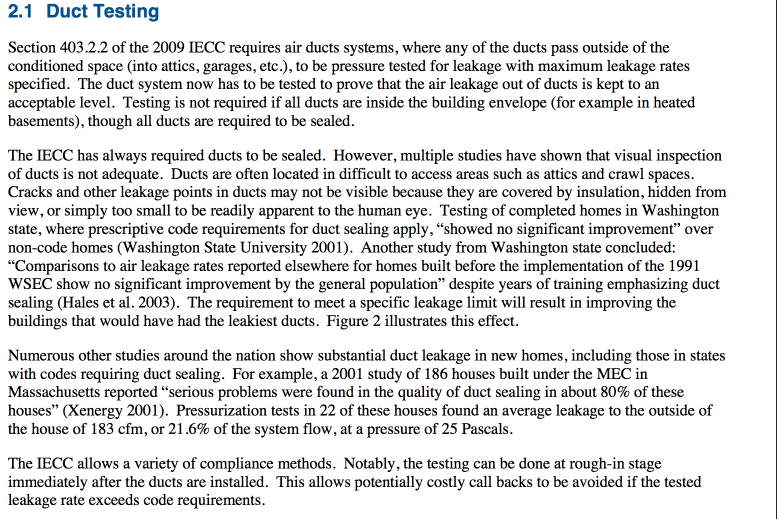 2.1 Duct Testing
Section 403.2.2 of the 2009 IECC requires air ducts systems, where any of the ducts pass outside of the
conditioned space (into attics, garages, etc.), to be pressure tested for leakage with maximum leakage rates
specified. The duct system now has to be tested to prove that the air leakage out of ducts is kept to an
acceptable level. Testing is not required if all ducts are inside the building envelope (for example in heated
basements), though all ducts are required to be sealed.
The IECC has always required ducts to be sealed. However, multiple studies have shown that visual inspection
of ducts is not adequate. Ducts are often located in difficult to access areas such as attics and crawl spaces.
Cracks and other leakage points in ducts may not be visible because they are covered by insulation, hidden from
view, or simply too small to be readily apparent to the human eye. Testing of completed homes in Washington
state, where prescriptive code requirements for duct sealing apply, “showed no significant improvement” over
non-code homes (Washington State University 2001). Another study from Washington state concluded:
“Comparisons to air leakage rates reported elsewhere for homes built before the implementation of the 1991
WSEC show no significant improvement by the general population” despite years of training emphasizing duct
sealing (Hales et al. 2003). The requirement to meet a specific leakage limit will result in improving the
buildings that would have had the leakiest ducts. Figure 2 illustrates this effect.
Numerous other studies around the nation show substantial duct leakage in new homes, including those in states
with codes requiring duct sealing. For example, a 2001 study of 186 houses built under the MEC in
Massachusetts reported “serious problems were found in the quality of duct sealing in about 80% of these
houses” (Xenergy 2001). Pressurization tests in 22 of these houses found an average leakage to the outside of
the house of 183 cfm, or 21.6% of the system flow, at a pressure of 25 Pascals.
The IECC allows a variety of compliance methods. Notably, the testing can be done at rough-in stage
immediately after the ducts are installed. This allows potentially costly call backs to be avoided if the tested
leakage rate exceeds code requirements.